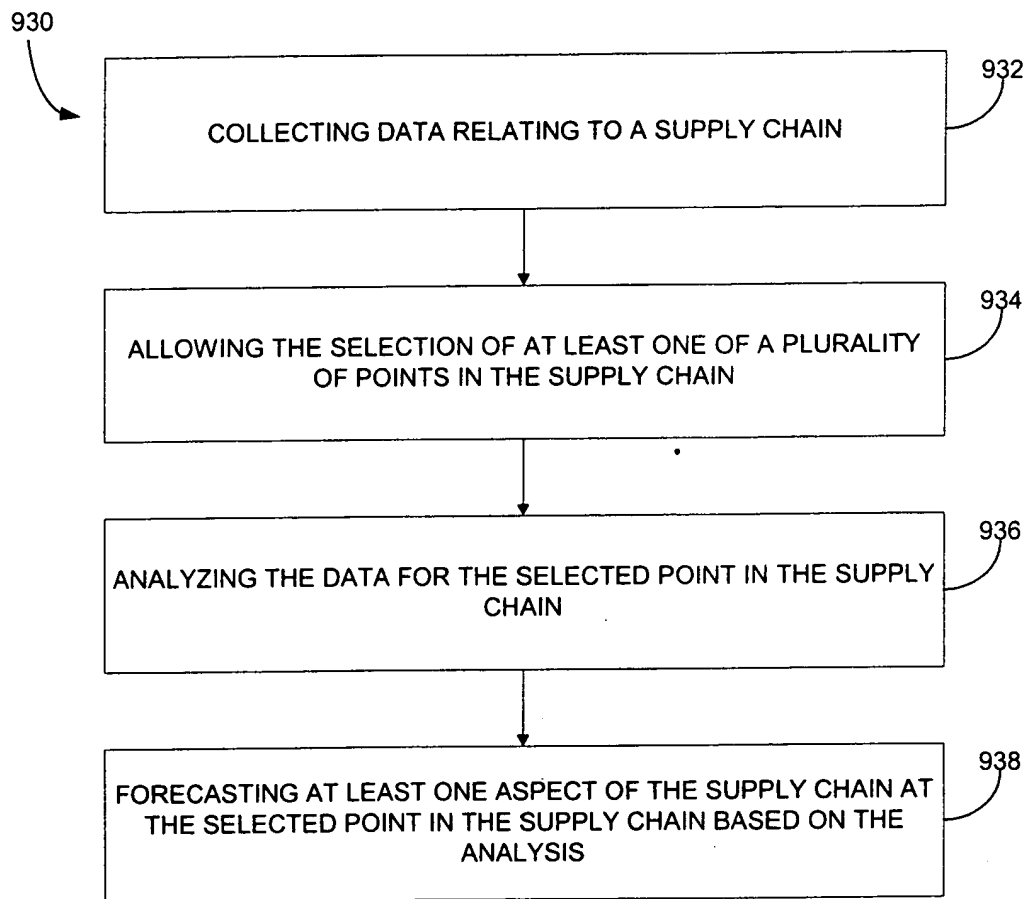 930
932
COLLECTING DATA RELATING TO A SUPPLY CHAIN
934
ALLOWING THE SELECTION OF AT LEAST ONE OF A PLURALITY
OF POINTS IN THE SUPPLY CHAIN
936
ANALYZING THE DATA FOR THE SELECTED POINT IN THE SUPPLY
CHAIN
938
FORECASTING AT LEAST ONE ASPECT OF THE SUPPLY CHAIN AT
THE SELECTED POINT IN THE SUPPLY CHAIN BASED ON THE
ANALYSIS